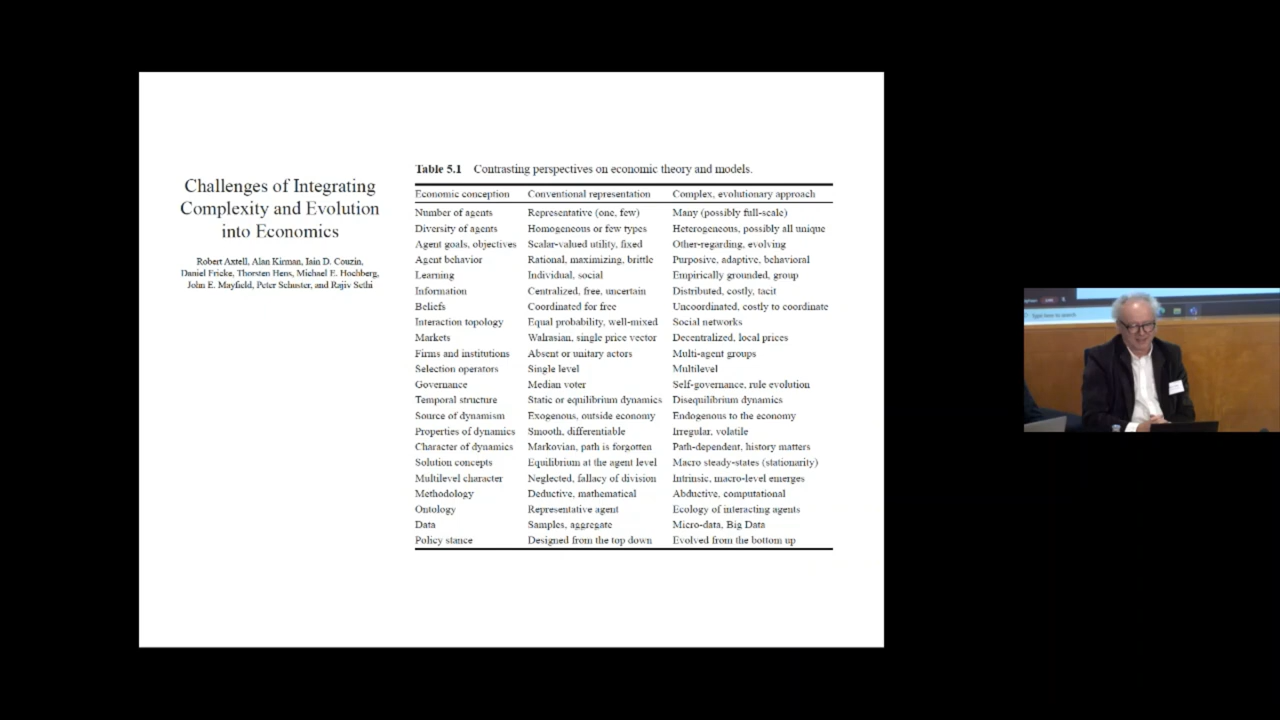 Challenges of Integrating
Complexity and Evolution
into Economics
Robert Axtell, Alan Kirman, Iain D. Couzin,
Daniel Fricke, Thorsten Hens, Michael E. Hochberg,
John E. Mayfield, Peter Schuster, and Rajiv Sethi
Table 5.1 Contrasting perspectives on economic theory and models.
Economic conception Conventional representation Complex, evolutionary approach
Number of agents Representative (one, few) Many (possibly full-scale)
Diversity of agents Homogeneous or few types Heterogeneous, possibly all unique
Agent goals, objectives Scalar-valued utility, fixed Other-regarding, evolving
Agent behavior Rational, maximizing, brittle Purposive, adaptive, behavioral
Learning Individual, social Empirically grounded, group
Information Centralized, free, uncertain Distributed, costly, tacit
Beliefs Coordinated for free Uncoordinated, costly to coordinate
Interaction topology Equal probability, well-mixed Social networks
Markets Walrasian, single price vector Decentralized, local prices
Firms and institutions Absent or unitary actors Multi-agent groups
Selection operators Single level Multilevel
Governance Median voter Self-governance, rule evolution
Temporal structure Static or equilibrium dynamics Disequilibrium dynamics
Source of dynamism Exogenous, outside economy Endogenous to the economy
Properties of dynamics Smooth, differentiable Irregular, volatile
Character of dynamics Markovian, path is forgotten Path-dependent, history matters
Solution concepts Equilibrium at the agent level Macro steady-states (stationarity)
Multilevel character Neglected, fallacy of division Intrinsic, macro-level emerges
Methodology Deductive, mathematical Abductive, computational
Ontology Representative agent Ecology of interacting agents
Data Samples, aggregate Micro-data, Big Data
Policy stance Designed from the top down Evolved from the bottom up
Type here to search